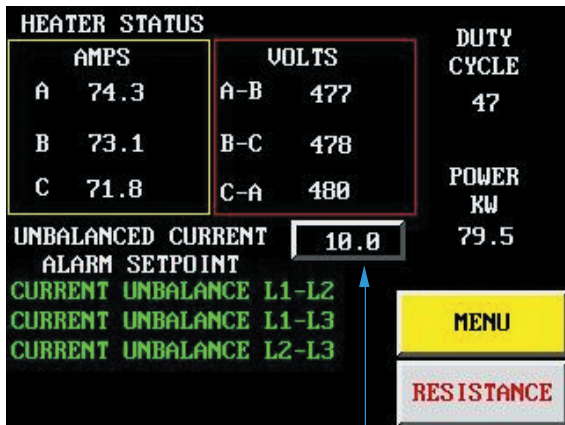 HEATER STATUS
AMPS
A 74.3
B 73.1
C 71.8
VOLTS
A-B 477
B-C 478
C-A 480
DUTY
CYCLE
47
POWER
KW
79.5
UNBALANCED CURRENT
ALARM SETPOINT
10.0
CURRENT UNBALANCE L1-L2
CURRENT UNBALANCE L1-L3
CURRENT UNBALANCE L2-L3
MENU
RESISTANCE